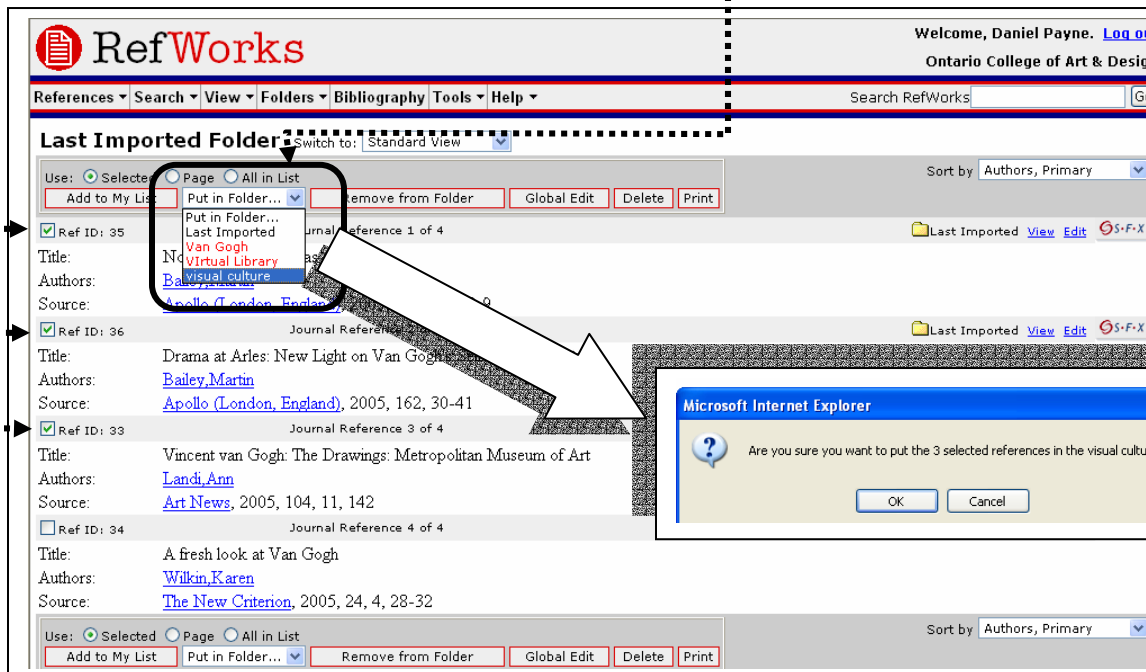 RefWorks
Welcome, Daniel Payne. Log
Ontario College of Art &
References Search View Folders Bibliography Tools Help
Search RefWorks
Last Imported Folder Switch to: Standard View
Use: Selected Page All in List
Sort by Authors, Primary
Add to My List Put in Folder... Remove from Folder Global Edit Delete Print
Put in Folder...
Last Imported
Van Gogh
VIrtual Library
visual culture
Ref ID: 35 Journal Reference 1 of 4 Last Imported View Edit S·F·X
Title:
Authors: Bailey,Martin
Source: Apollo (London, England)
Ref ID: 36 Journal Reference Last Imported View Edit S·F·X
Title: Drama at Arles: New Light on Van Gogh's
Authors: Bailey,Martin
Source: Apollo (London, England), 2005, 162, 30-41
Ref ID: 33 Journal Reference 3 of 4
Title: Vincent van Gogh: The Drawings: Metropolitan Museum of Art
Authors: Landi,Ann
Source: Art News, 2005, 104, 11, 142
Ref ID: 34 Journal Reference 4 of 4
Title: A fresh look at Van Gogh
Authors: Wilkin,Karen
Source: The New Criterion, 2005, 24, 4, 28-32
Microsoft Internet Explorer
Are you sure you want to put the 3 selected references in the visual
OK Cancel
Use: Selected Page All in List
Sort by Authors, Primary
Add to My List Put in Folder... Remove from Folder Global Edit Delete Print